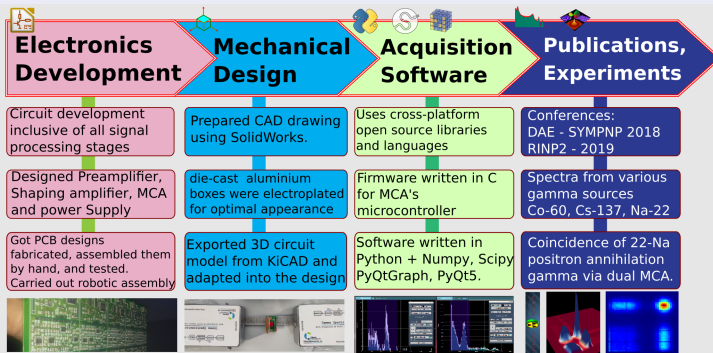 Electronics
Development
Mechanical
Design
Acquisition
Software
Publications,
Experiments
Circuit development
inclusive of all signal
processing stages
Prepared CAD drawing
using SolidWorks.
Uses cross-platform
open source libraries
and languages
Conferences:
DAE - SYMPNP 2018
RINP2 - 2019
Designed Preamplifier,
Shaping amplifier, MCA
and power Supply
die-cast aluminium
boxes were electroplated
for optimal appearance
Firmware written in C
for MCA's
microcontroller
Spectra from various
gamma sources
Co-60, Cs-137, Na-22
Got PCB designs
fabricated, assembled them
by hand, and tested.
Carried out robotic assembly
Exported 3D circuit
model from KiCAD and
adapted into the design
Software written in
Python + Numpy, Scipy
PyQtGraph, PyQt5.
Coincidence of 22-Na
positron annihilation
gamma via dual MCA.